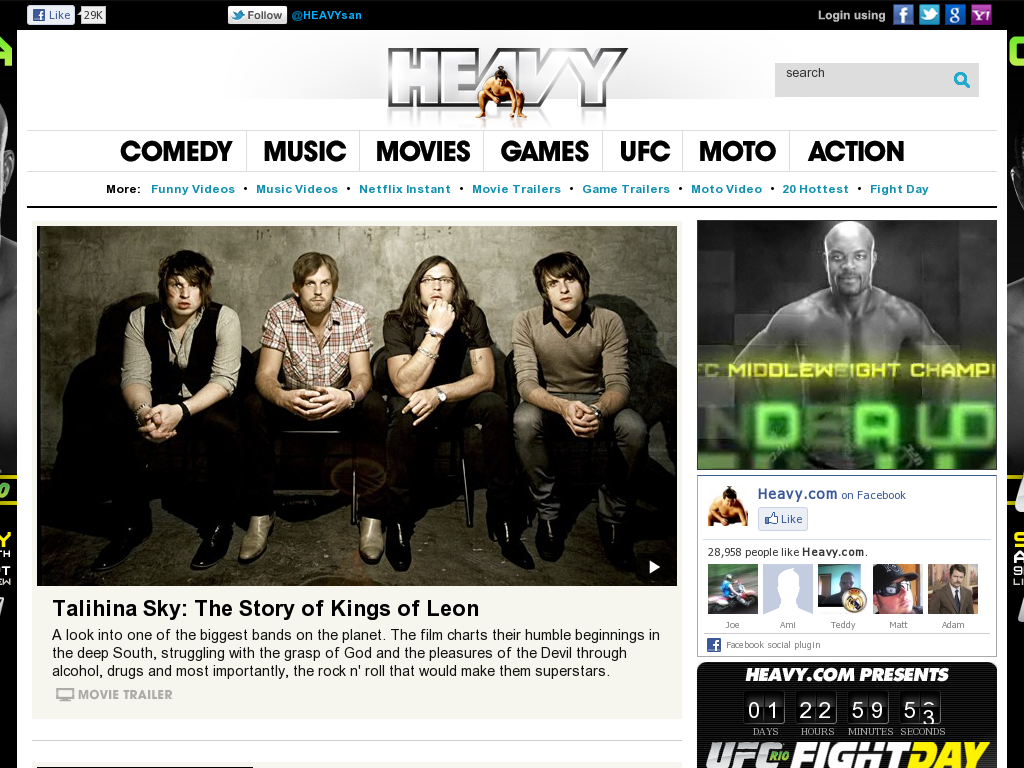 Like 29K Follow @HEAVYsan Login using
HEAVY
search
COMEDY MUSIC MOVIES GAMES UFC MOTO ACTION
More: Funny Videos • Music Videos • Netflix Instant • Movie Trailers • Game Trailers • Moto Video • 20 Hottest • Fight Day
MIDDLEWEIGHT CHAMPI
Talihina Sky: The Story of Kings of Leon
A look into one of the biggest bands on the planet. The film charts their humble beginnings in
the deep South, struggling with the grasp of God and the pleasures of the Devil through
alcohol, drugs and most importantly, the rock n' roll that would make them superstars.
MOVIE TRAILER
Heavy.com on Facebook
Like
28,958 people like Heavy.com.
Joe Ami Teddy Matt Adam
Facebook social plugin
HEAVY.COM PRESENTS
01 22 59
DAYS HOURS MINUTES SECONDS
UFC RIO FIGHTDAY